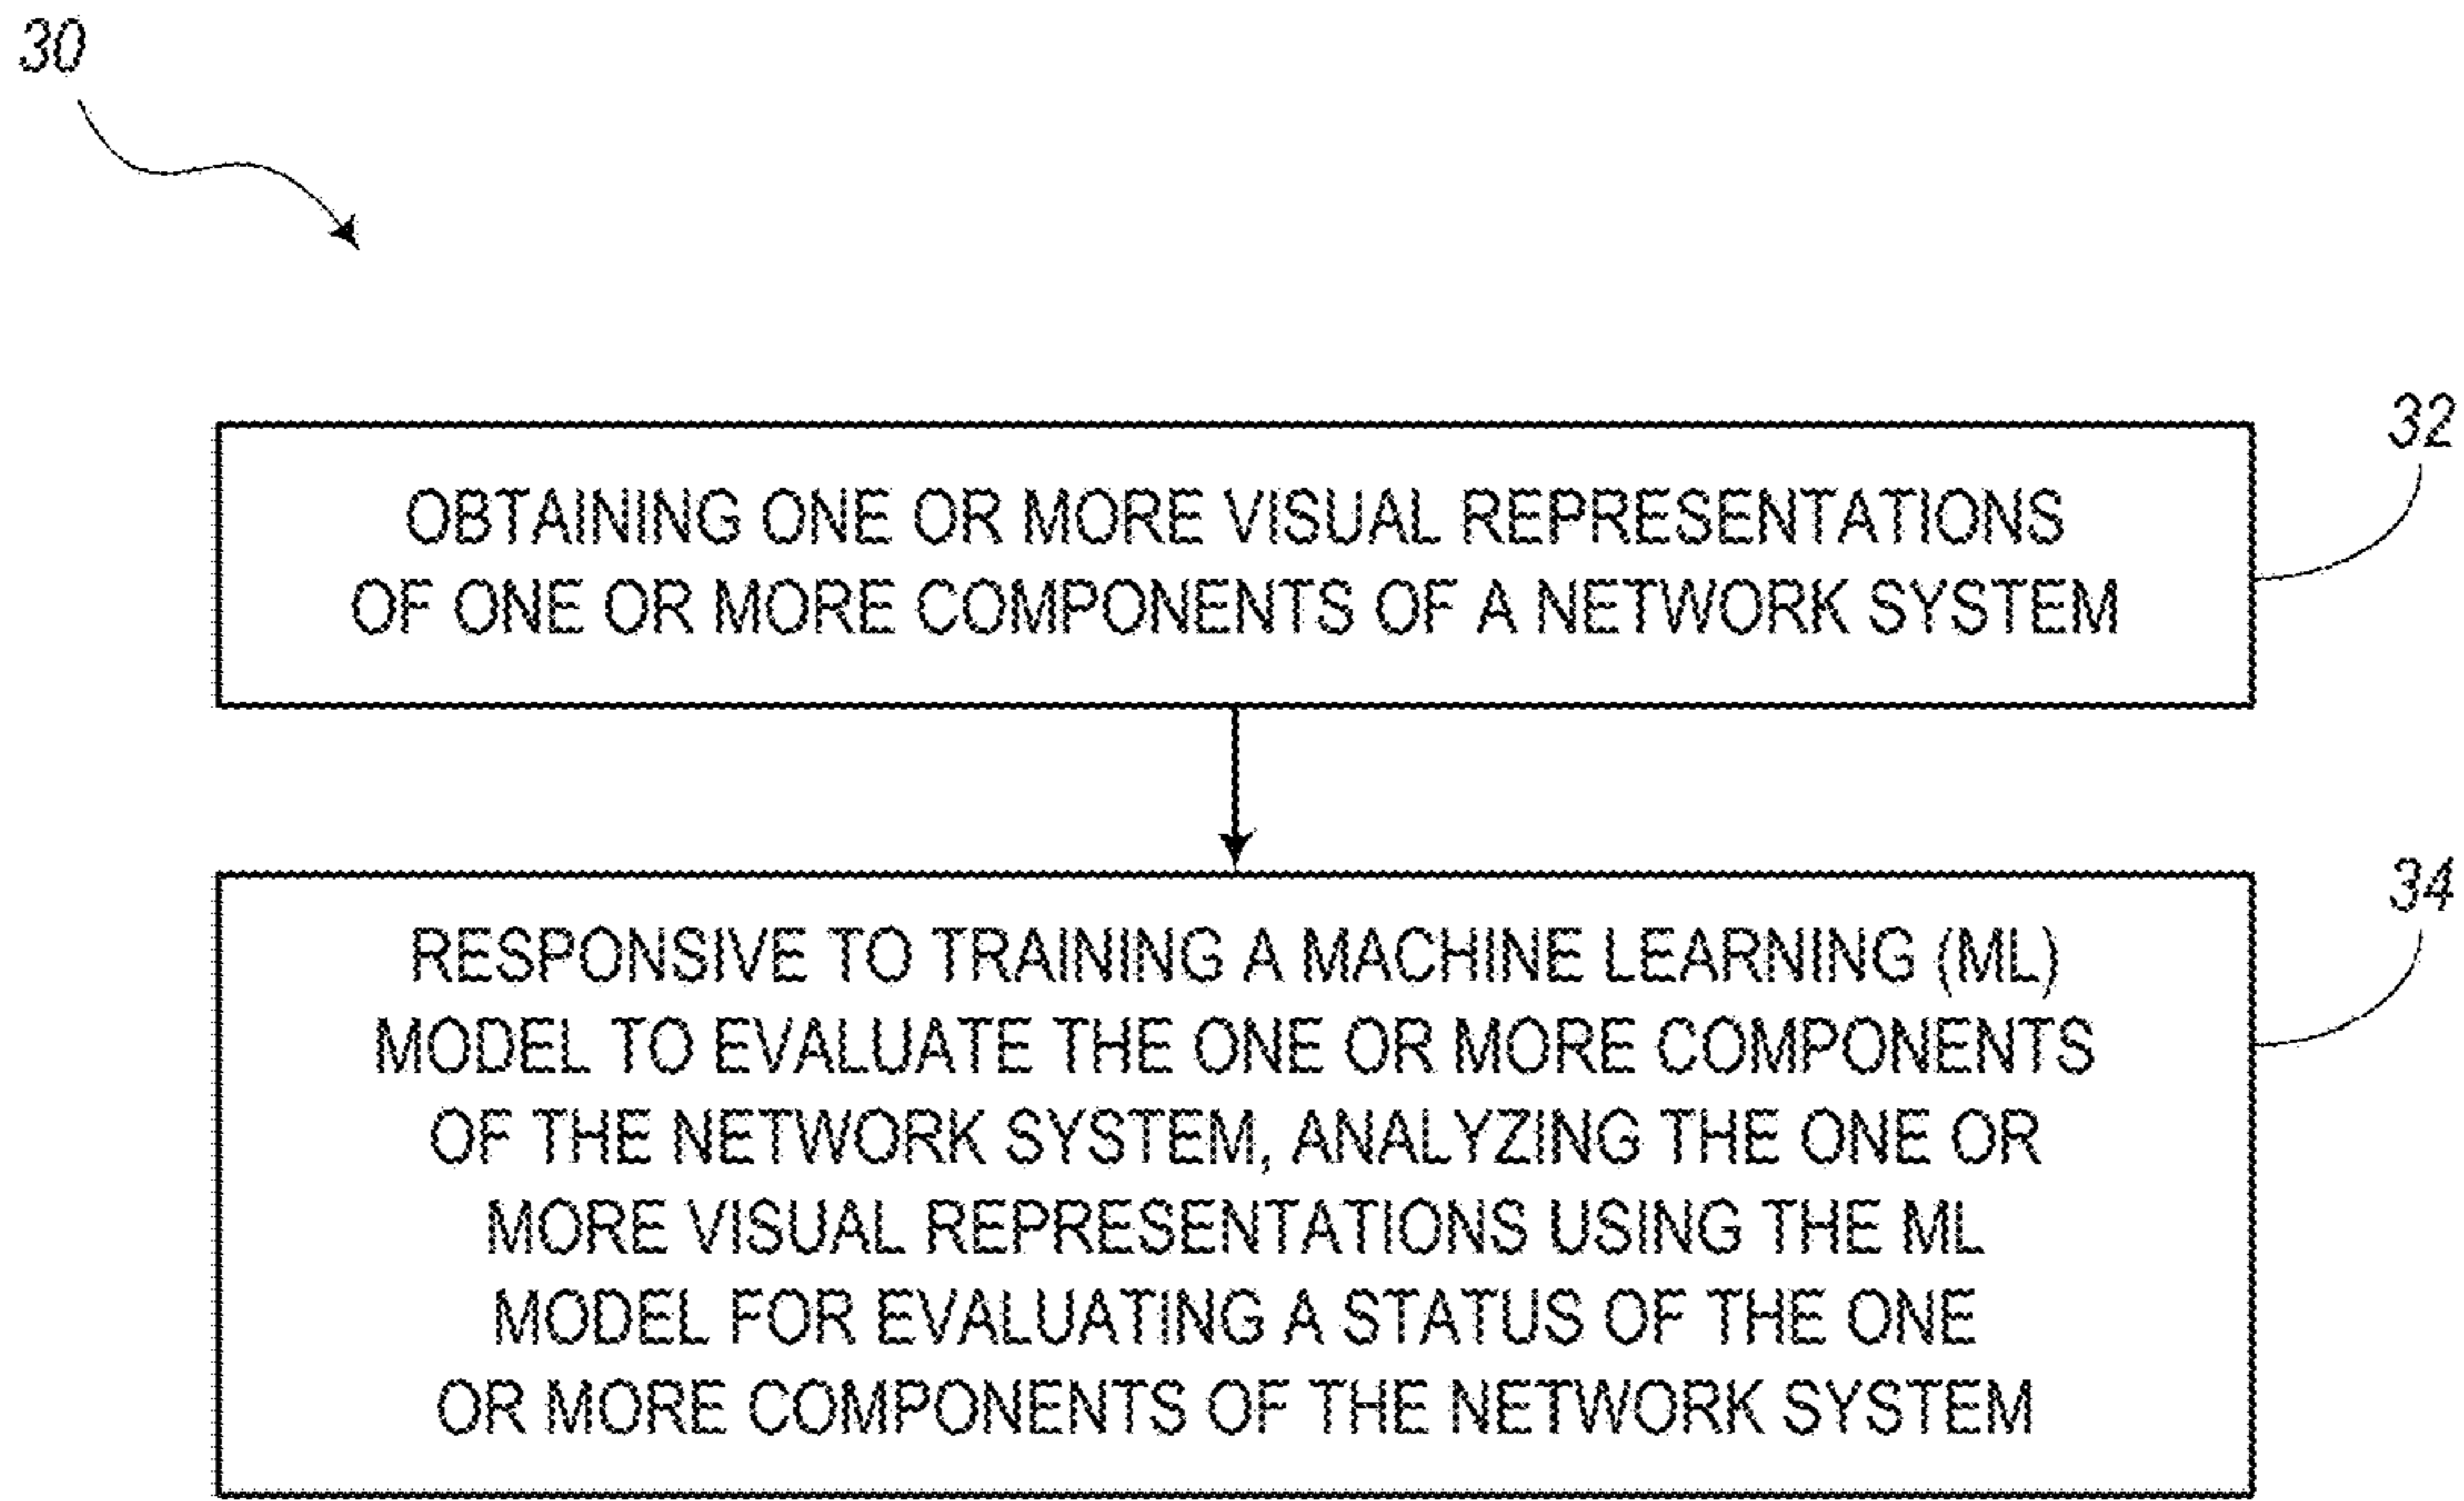 30
32
OBTAINING ONE OR MORE VISUAL REPRESENTATIONS
OF ONE OR MORE COMPONENTS OF A NETWORK SYSTEM
34
RESPONSIVE TO TRAINING A MACHINE LEARNING (ML)
MODEL TO EVALUATE THE ONE OR MORE COMPONENTS
OF THE NETWORK SYSTEM, ANALYZING THE ONE OR
MORE VISUAL REPRESENTATIONS USING THE ML
MODEL FOR EVALUATING A STATUS OF THE ONE
OR MORE COMPONENTS OF THE NETWORK SYSTEM